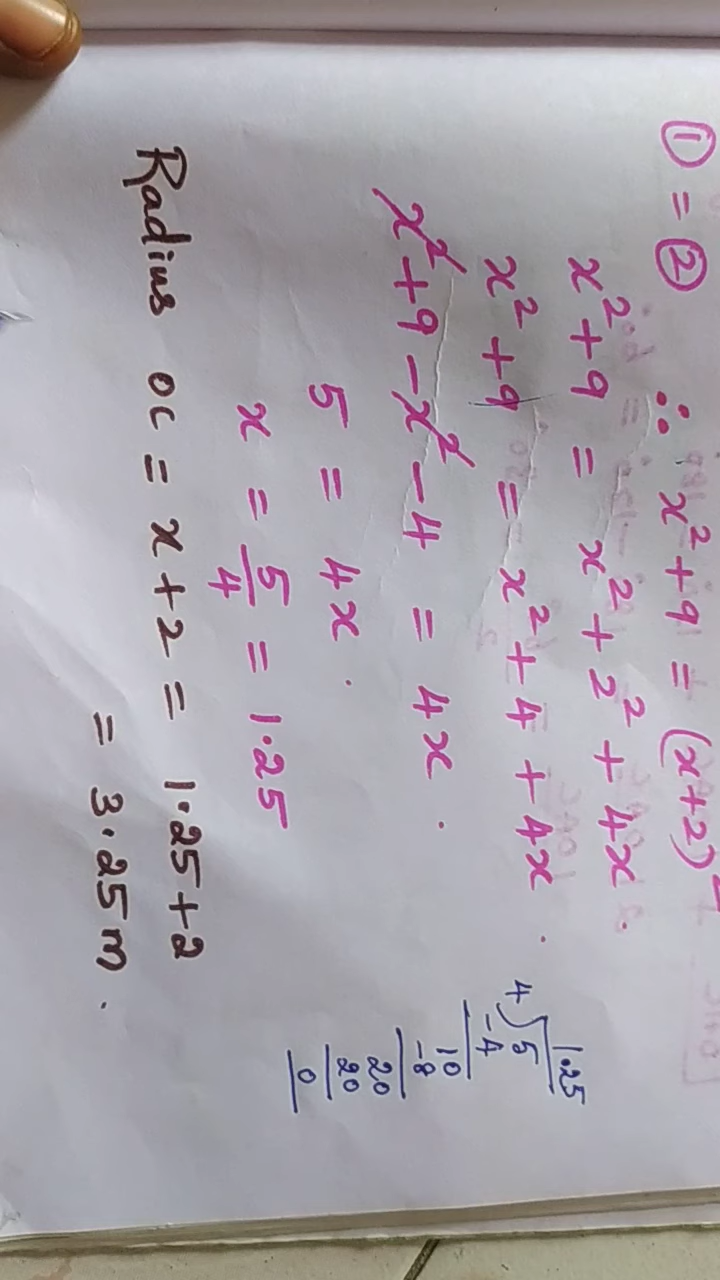 ① = ② ∴ x² + 9 = (x+2)²
x² + 9 = x² + 2² + 4x.
x² + 9 = x² + 4 + 4x.
x² + 9 - x² - 4 = 4x.
5 = 4x.
x = 5/4 = 1.25
Radius OC = x + 2 = 1.25 + 2
= 3.25 m.
1.25
4 5
-4
10
-8
20
20
0